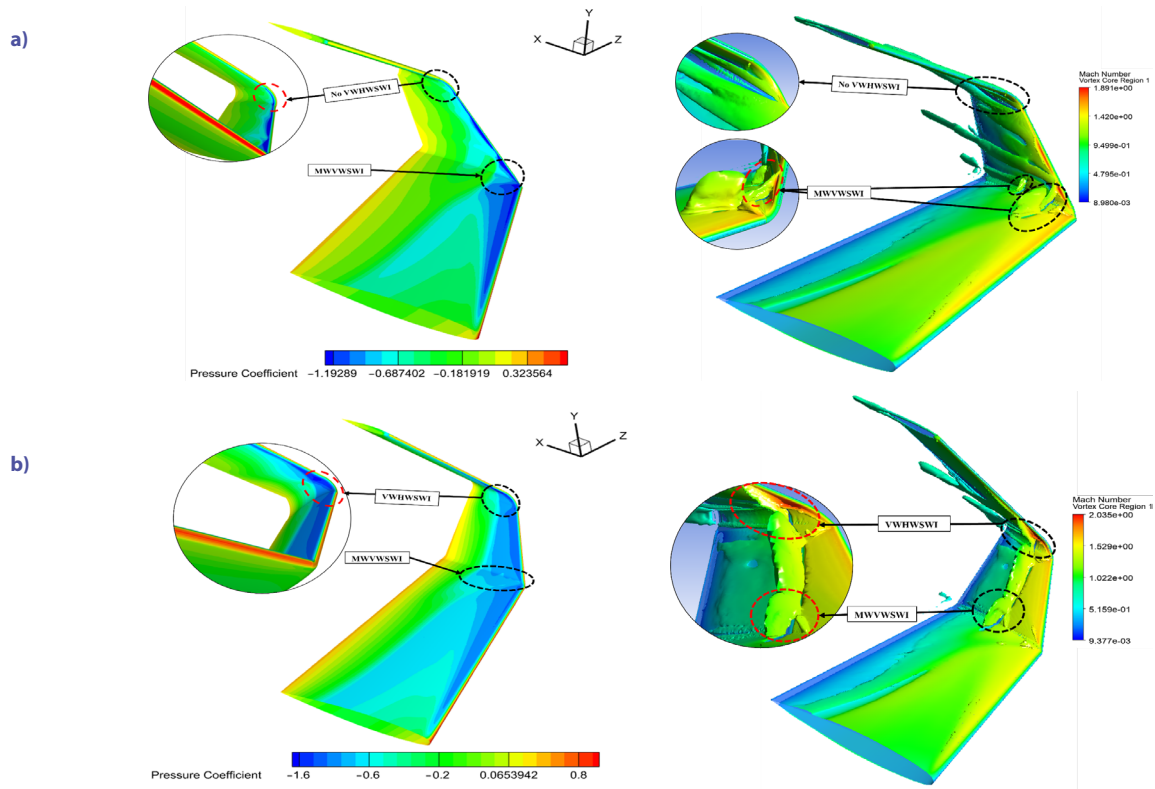 a)
Y
X
Z
No VWHWSWI
MWVWSWI
Pressure Coefficient
-1.19289 -0.687402 -0.181919 0.323564
No VWHWSWI
MWVWSWI
Mach Number
Vortex Core Region 1
1.891e+00
1.420e+00
9.499e-01
4.795e-01
8.980e-03
b)
Y
X
Z
VWHWSWI
MWVWSWI
Pressure Coefficient
-1.6 -0.6 -0.2 0.0653942 0.8
VWHWSWI
MWVWSWI
Mach Number
Vortex Core Region 1
2.035e+00
1.529e+00
1.022e+00
5.159e-01
9.377e-03